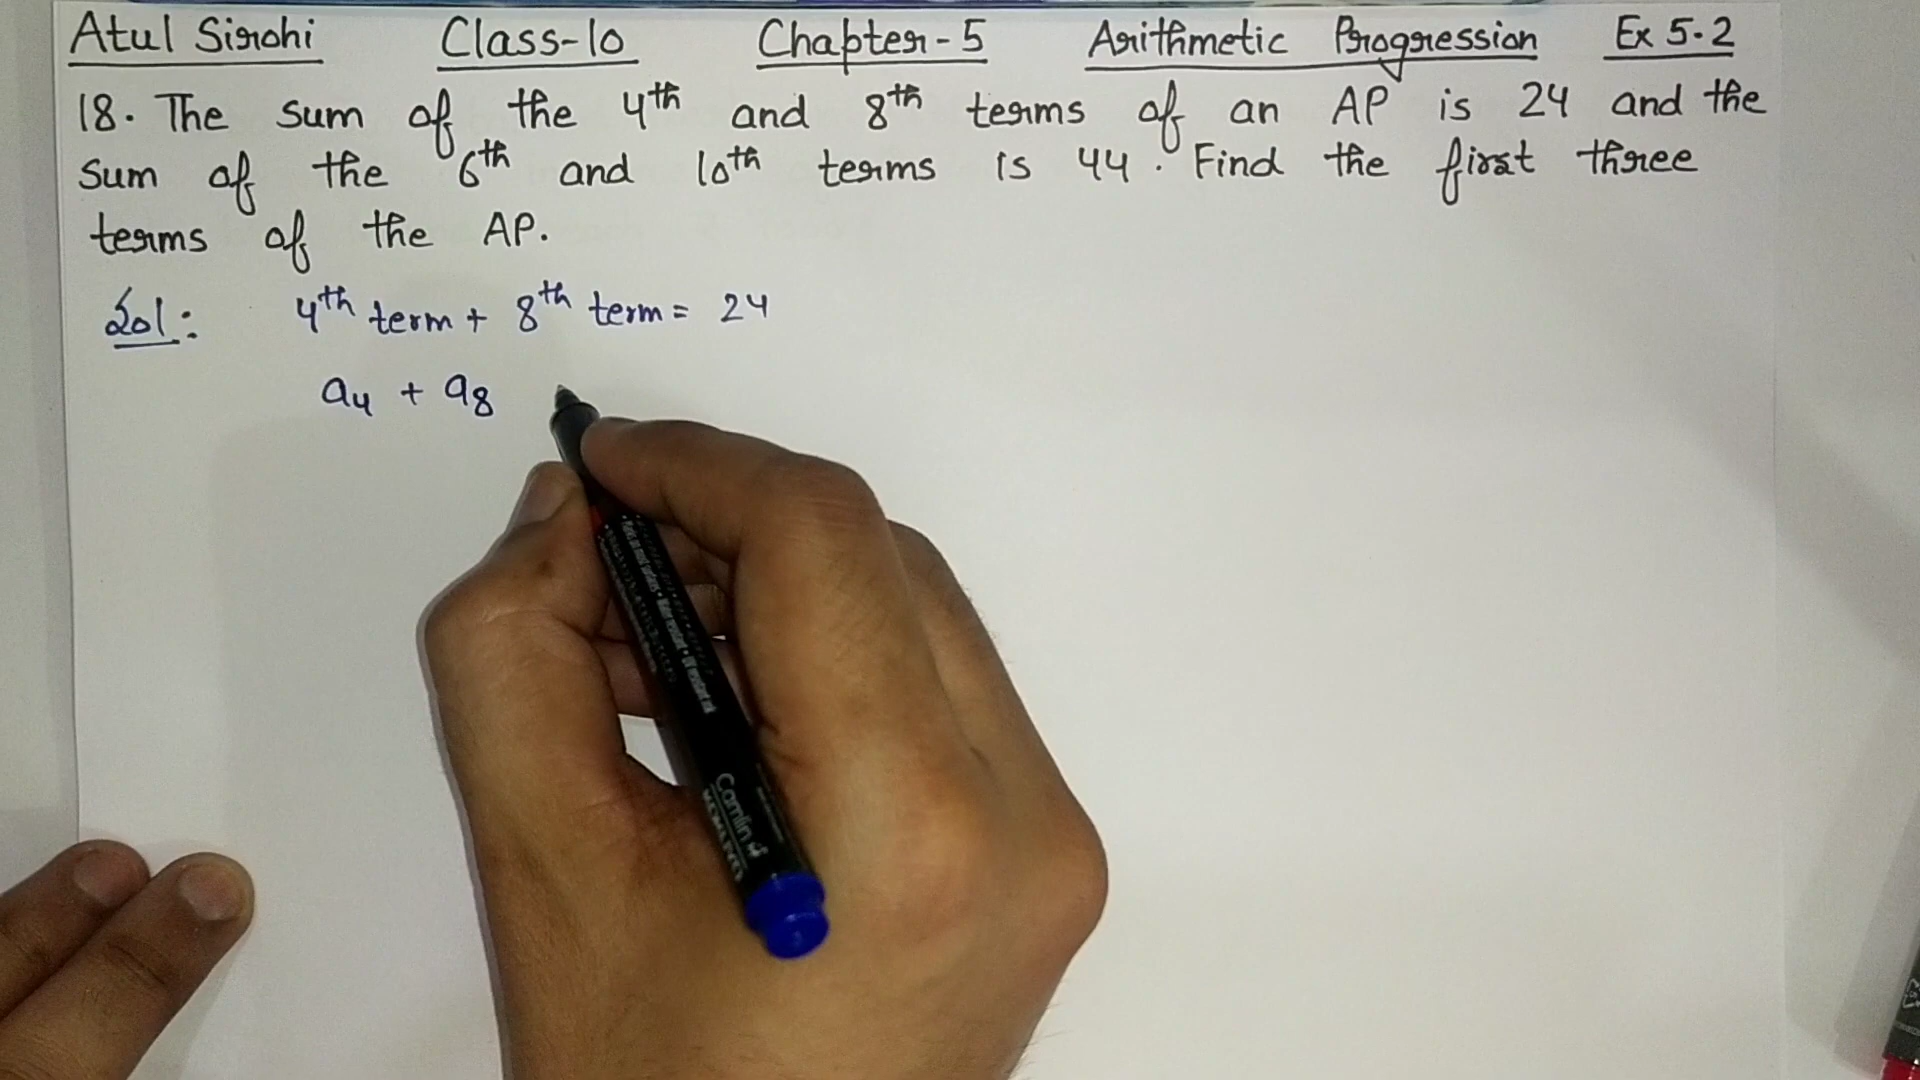 Atul Sirohi Class-10 Chapter-5 Arithmetic Progression Ex 5.2
18. The sum of the 4th and 8th terms of an AP is 24 and the
sum of the 6th and 10th terms is 44. Find the first three
terms of the AP.
Sol: 4th term + 8th term = 24
a4 + a8
Camlin